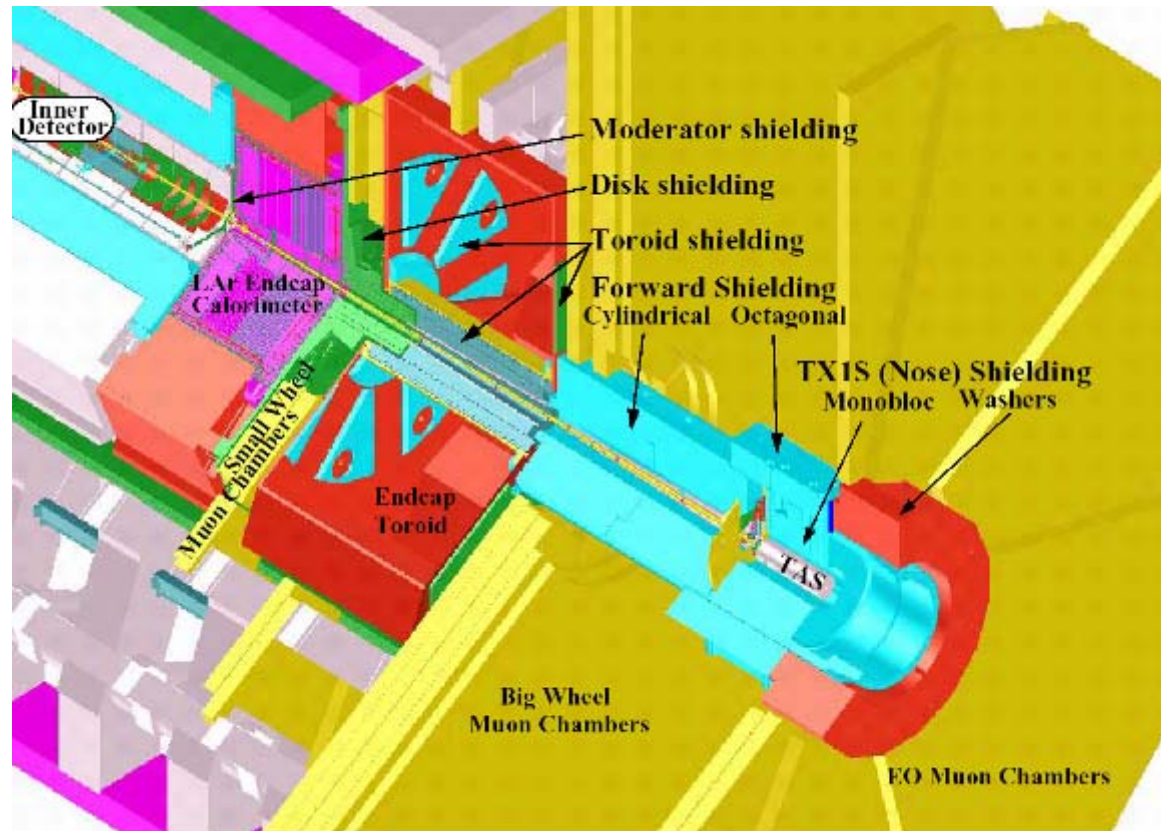 Inner
Detector
Moderator shielding
Disk shielding
Toroid shielding
Forward Shielding
Cylindrical Octagonal
TX1S (Nose) Shielding
Monobloc Washers
LAr Endcap
Calorimeter
Small Wheel
Muon Chambers
Endcap
Toroid
TAS
Big Wheel
Muon Chambers
EO Muon Chambers